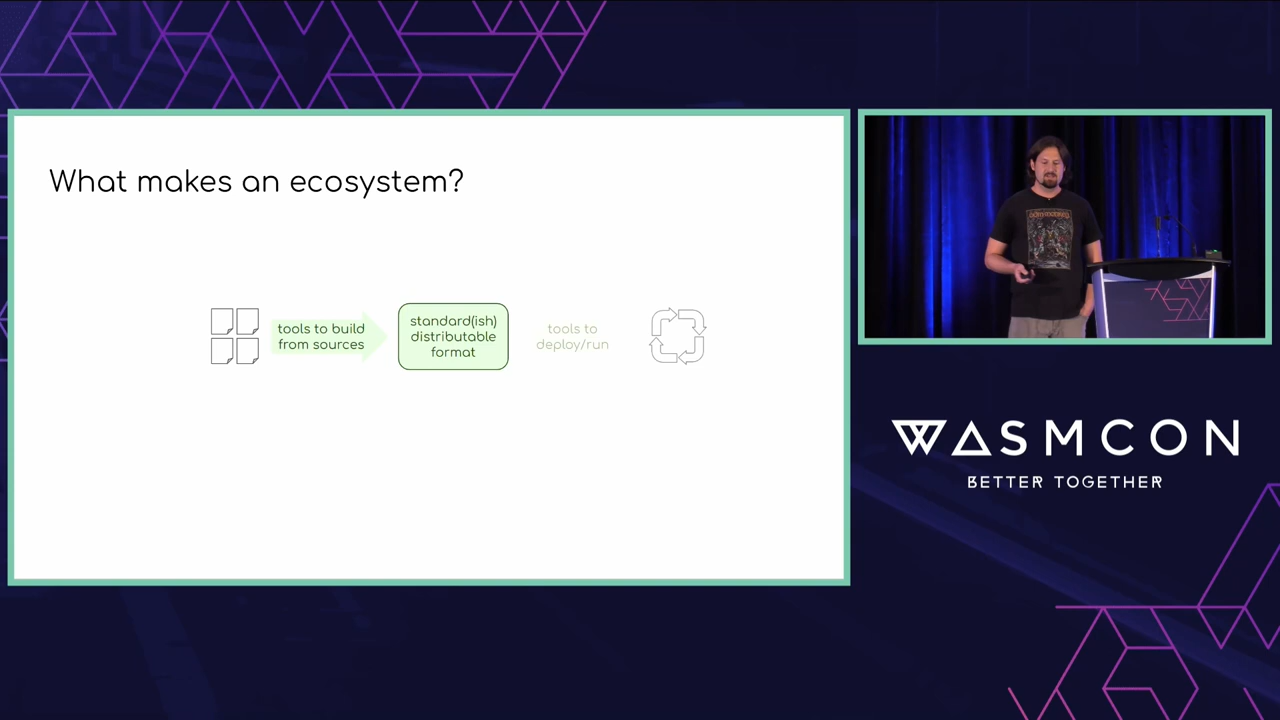 What makes an ecosystem?
tools to build
from sources
standard(ish)
distributable
format
tools to
deploy/run
WASMCON
BETTER TOGETHER